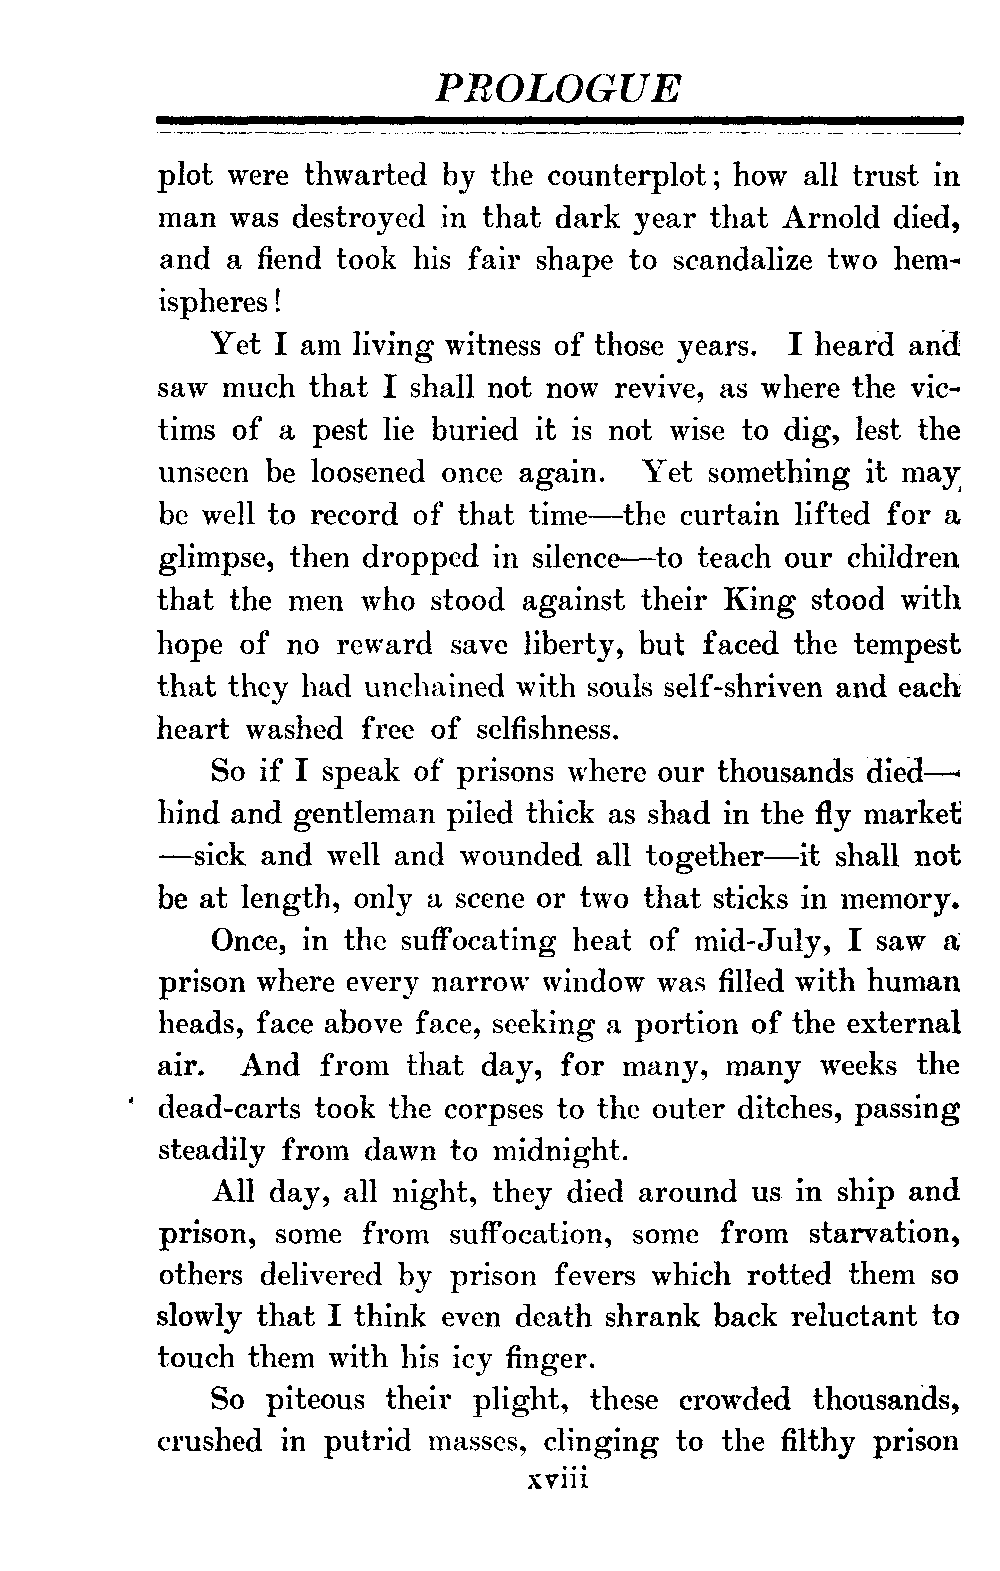 PROLOGUE
plot were thwarted by the counterplot; how all trust in
man was destroyed in that dark year that Arnold died,
and a fiend took his fair shape to scandalize two hem-
ispheres!
Yet I am living witness of those years. I heard and
saw much that I shall not now revive, as where the vic-
tims of a pest lie buried it is not wise to dig, lest the
unseen be loosened once again. Yet something it may
be well to record of that time—the curtain lifted for a
glimpse, then dropped in silence—to teach our children
that the men who stood against their King stood with
hope of no reward save liberty, but faced the tempest
that they had unchained with souls self-shriven and each
heart washed free of selfishness.
So if I speak of prisons where our thousands died—
hind and gentleman piled thick as shad in the fly market
—sick and well and wounded all together—it shall not
be at length, only a scene or two that sticks in memory.
Once, in the suffocating heat of mid-July, I saw a
prison where every narrow window was filled with human
heads, face above face, seeking a portion of the external
air. And from that day, for many, many weeks the
dead-carts took the corpses to the outer ditches, passing
steadily from dawn to midnight.
All day, all night, they died around us in ship and
prison, some from suffocation, some from starvation,
others delivered by prison fevers which rotted them so
slowly that I think even death shrank back reluctant to
touch them with his icy finger.
So piteous their plight, these crowded thousands,
crushed in putrid masses, clinging to the filthy prison
xviii